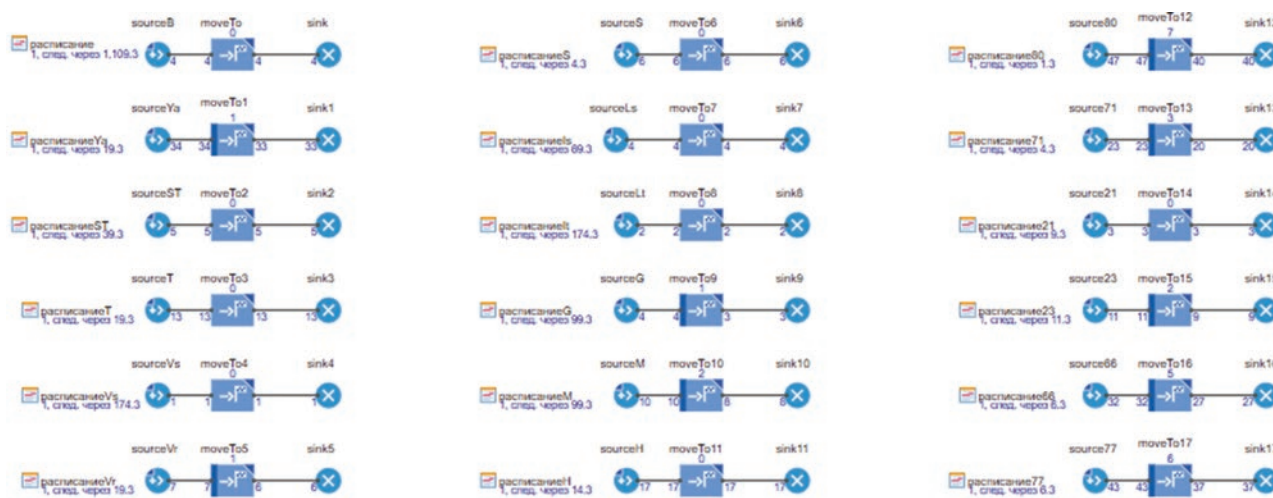 sourceB moveTo sink
0
расписание
1, след. через 1,109.3
4 4 4 4
sourceYa moveTo1 sink1
1
расписаниеYa
1, след. через 19.3
34 34 33 33
sourceST moveTo2 sink2
0
расписаниеST
1, след. через 39.3
5 5 5 5
sourceT moveTo3 sink3
0
расписаниеT
1, след. через 19.3
13 13 13 13
sourceVs moveTo4 sink4
0
расписаниеVs
1, след. через 174.3
1 1 1 1
sourceVr moveTo5 sink5
1
расписаниеVr
1, след. через 19.3
7 7 6 6
sourceS moveTo6 sink6
0
расписаниеS
1, след. через 4.3
6 6 6 6
sourceLs moveTo7 sink7
0
расписаниеls
1, след. через 69.3
4 4 4 4
sourceLt moveTo8 sink8
0
расписаниеlt
1, след. через 174.3
2 2 2 2
sourceG moveTo9 sink9
1
расписаниеG
1, след. через 99.3
4 4 3 3
sourceM moveTo10 sink10
2
расписаниеM
1, след. через 99.3
10 10 8 8
sourceH moveTo11 sink11
0
расписаниеH
1, след. через 14.3
17 17 17 17
source80 moveTo12
7
расписание80
1, след. через 1.3
47 47 40 40
source71 moveTo13
3
расписание71
1, след. через 4.3
23 23 20 20
source21 moveTo14
0
расписание21
1, след. через 9.3
3 3 3 3
source23 moveTo15
2
расписание23
1, след. через 11.3
11 11 9 9
source66 moveTo16
5
расписание66
1, след. через 6.3
32 32 27 27
source77 moveTo17
6
расписание77
1, след. через 6.3
43 43 37 37